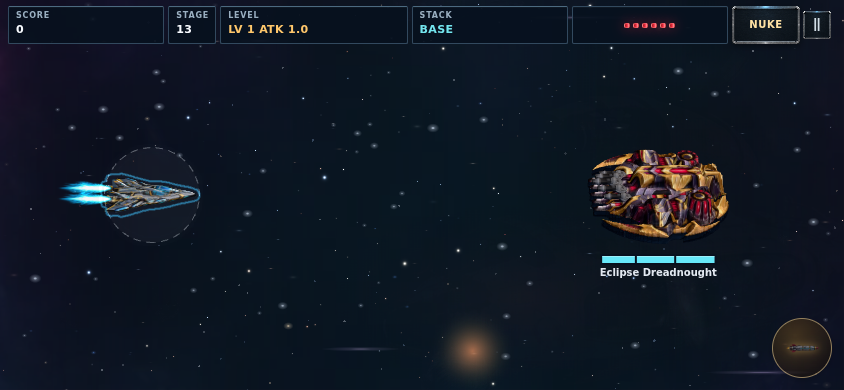 SCORE
0
STAGE
13
LEVEL
LV 1 ATK 1.0
STACK
BASE
NUKE
Eclipse Dreadnought